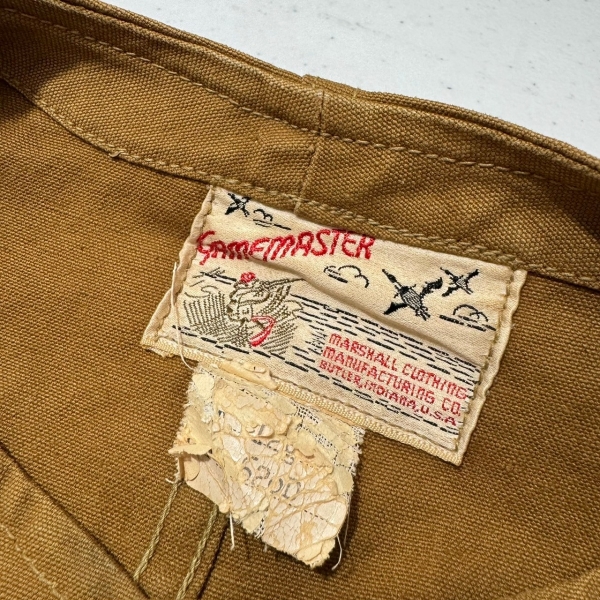 GAMEMASTER
MARSHALL CLOTHING
MANUFACTURING CO.
BUTLER, INDIANA, U.S.A.